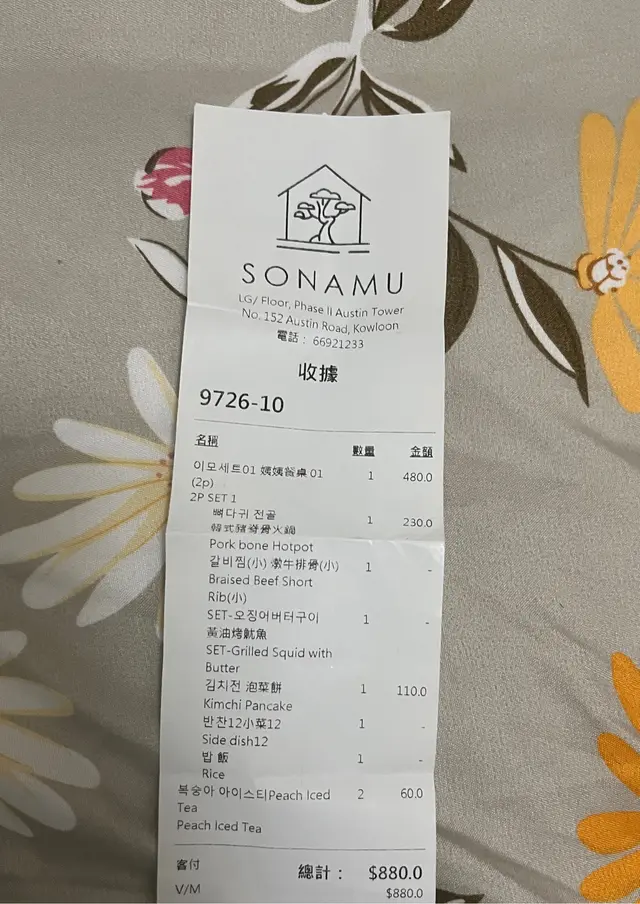 SONAMU
LG/ Floor, Phase II Austin Tower
No. 152 Austin Road, Kowloon
電話： 66921233
收據
9726-10
名稱 數量 金額
이모세트01 姨姨餐桌 01 1 480.0
(2p)
2P SET 1
뼈다귀 전골 1 230.0
韓式豬脊骨火鍋
Pork bone Hotpot
갈비찜(小) 燉牛排骨(小) 1 -
Braised Beef Short
Rib(小)
SET-오징어버터구이 1 -
黃油烤魷魚
SET-Grilled Squid with
Butter
김치전 泡菜餅 1 110.0
Kimchi Pancake
반찬12小菜12 1 -
Side dish12
밥 飯 1 -
Rice
복숭아 아이스티Peach Iced 2 60.0
Tea
Peach Iced Tea
客付 總計： $880.0
V/M $880.0